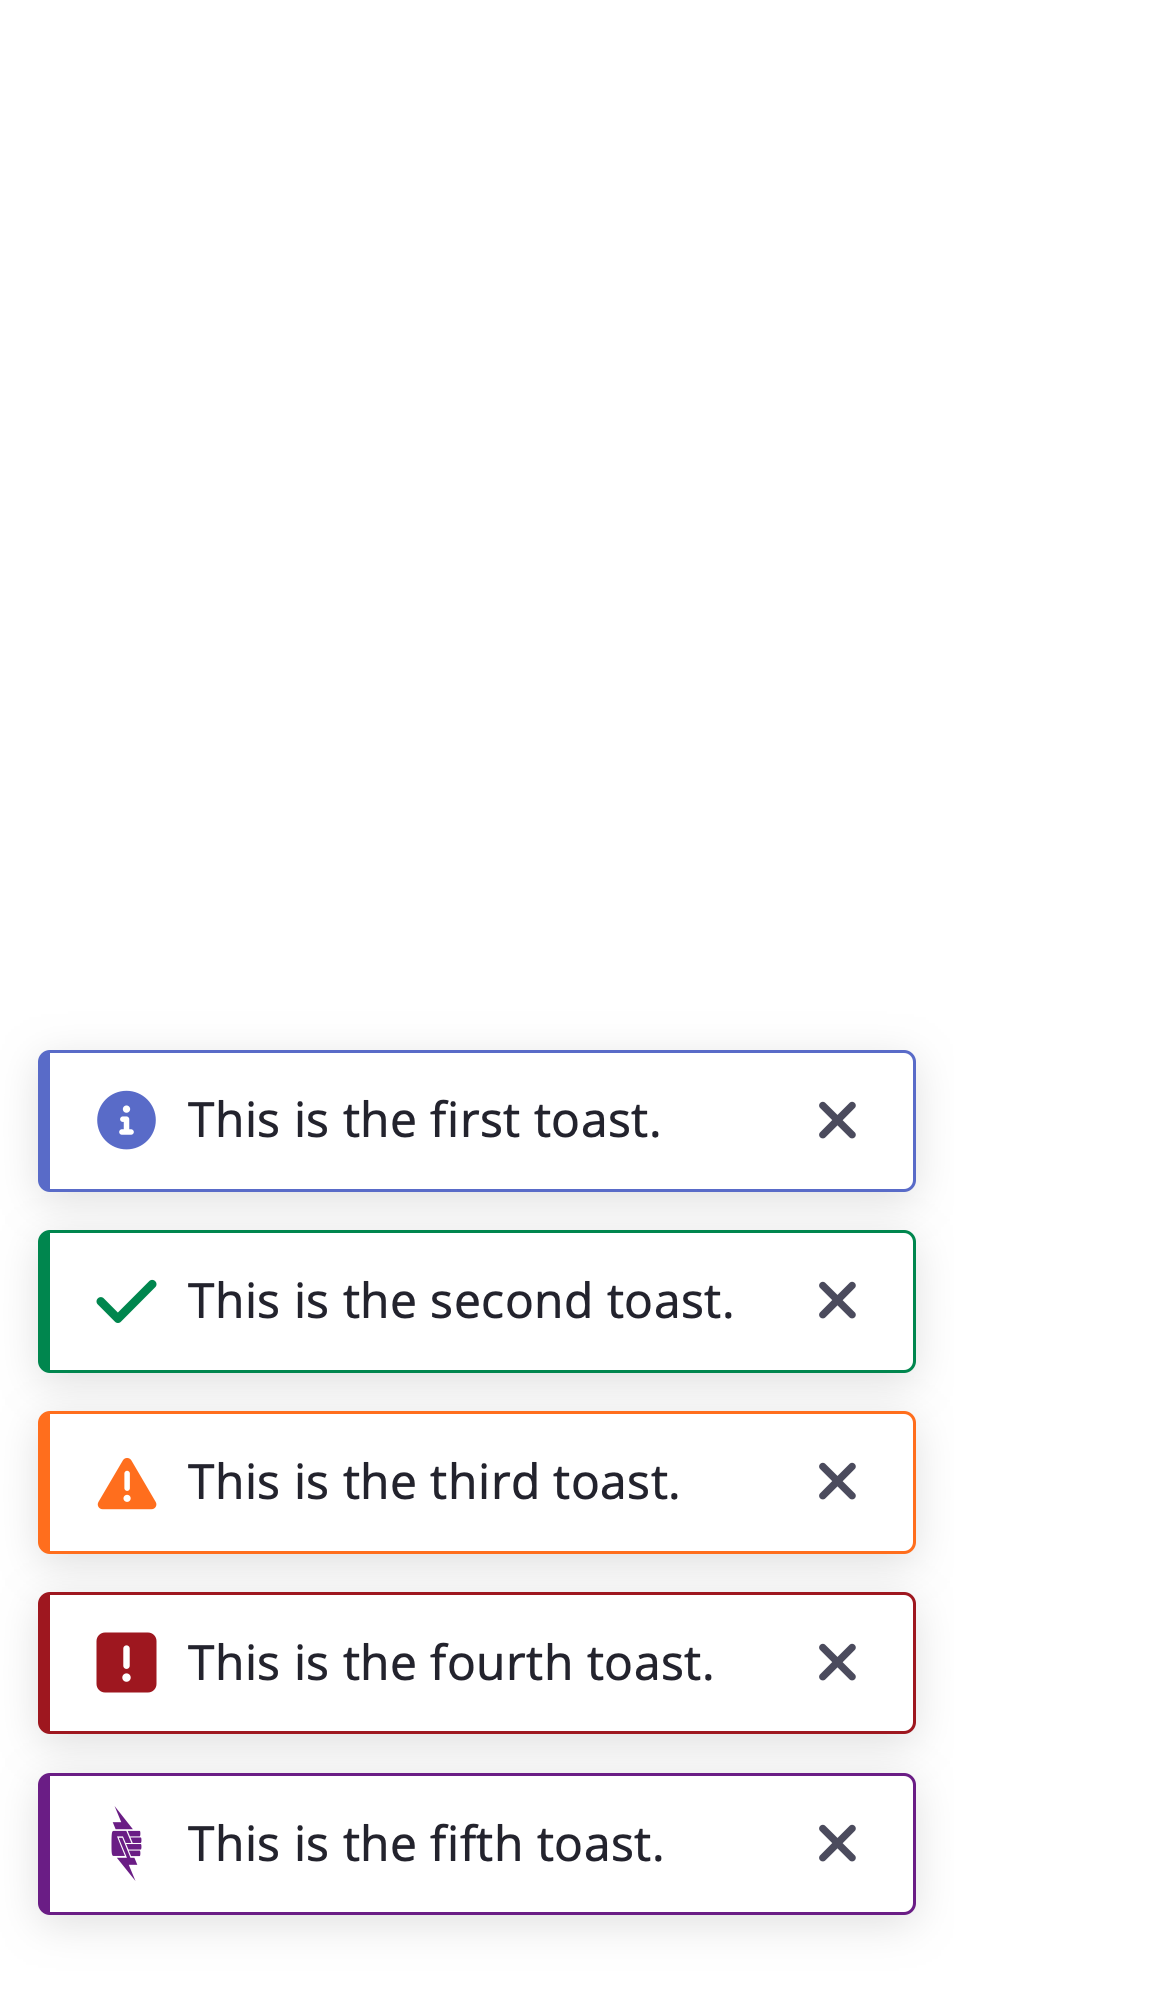 This is the first toast.
This is the second toast.
This is the third toast.
This is the fourth toast.
This is the fifth toast.